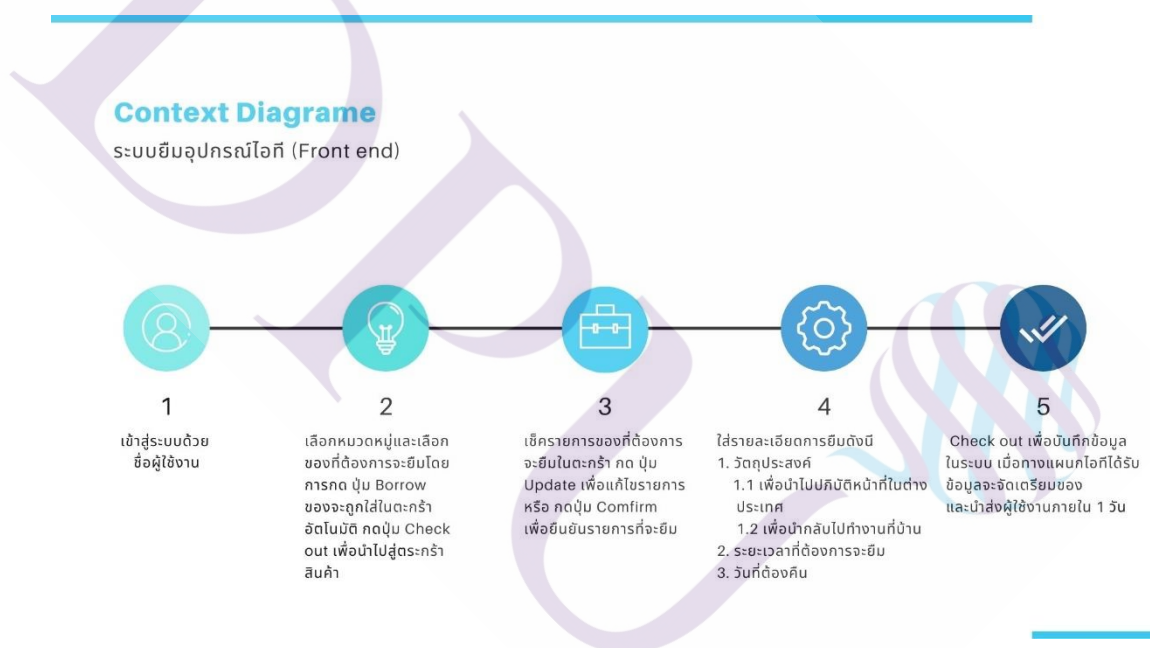 Context Diagrame
ระบบยืมอุปกรณ์ไอที (Front end)
1
เข้าสู่ระบบด้วย
ชื่อผู้ใช้งาน
2
เลือกหมวดหมู่และเลือก
ของที่ต้องการจะยืมโดย
การกด ปุ่ม Borrow
ของจะถูกใส่ในตะกร้า
อัตโนมัติ กดปุ่ม Check
out เพื่อนำไปสู่ตระกร้า
สินค้า
3
เช็ครายการของที่ต้องการ
จะยืมในตะกร้า กด ปุ่ม
Update เพื่อแก้ไขรายการ
หรือ กดปุ่ม Comfirm
เพื่อยืนยันรายการที่จะยืม
4
ใส่รายละเอียดการยืมดังนี
1. วัตถุประสงค์
1.1 เพื่อนำไปปภิบัติหน้าที่ในต่าง
ประเทศ
1.2 เพื่อนำกลับไปทำงานที่บ้าน
2. ระยะเวลาที่ต้องการจะยืม
3. วันที่ต้องคืน
5
Check out เพื่อบันทึกข้อมูล
ในระบบ เมื่อทางแผนกไอทีได้รับ
ข้อมูลจะจัดเตรียมของ
และนำส่งผู้ใช้งานภายใน 1 วัน
DPU